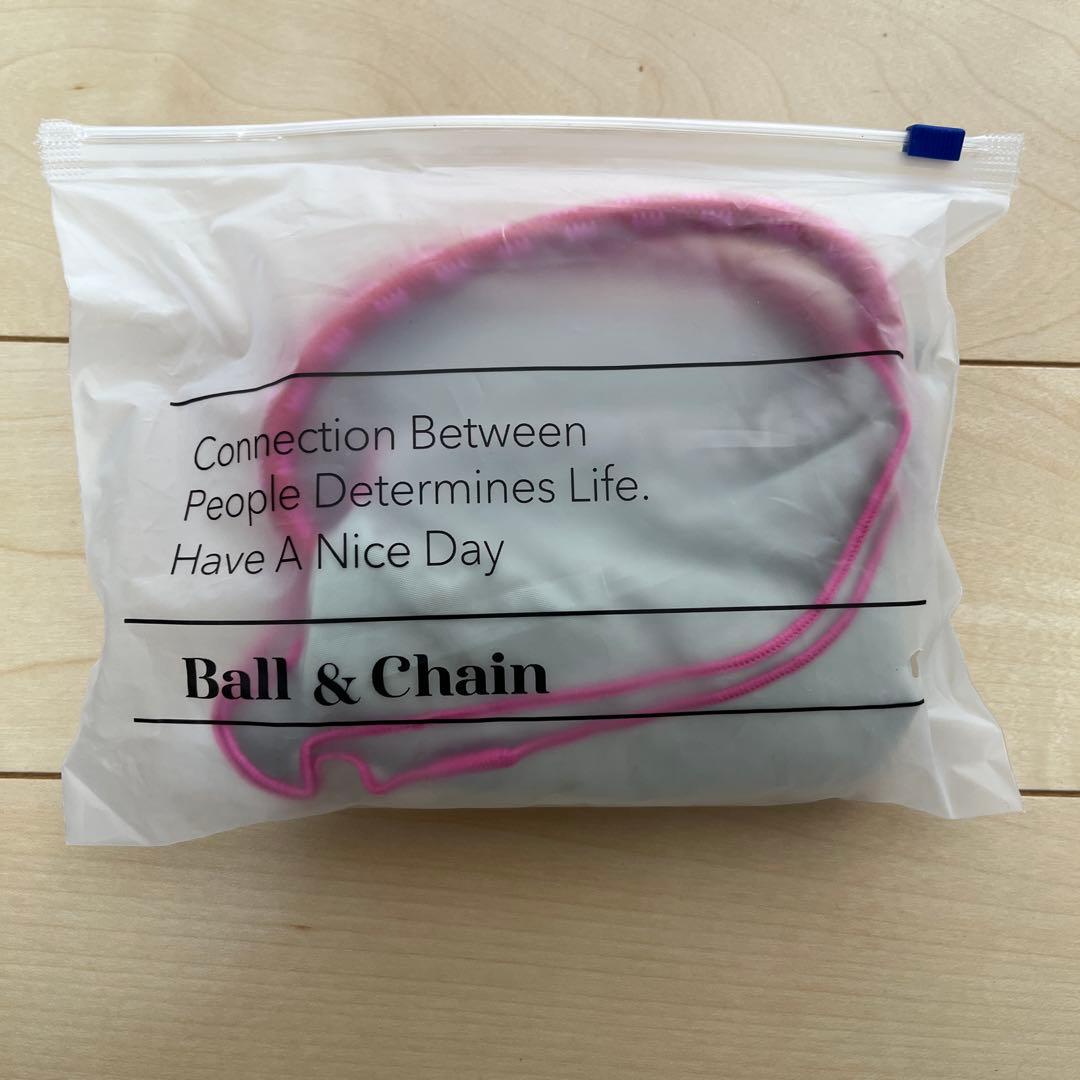 Connection Between
People Determines Life.
Have A Nice Day
Ball & Chain